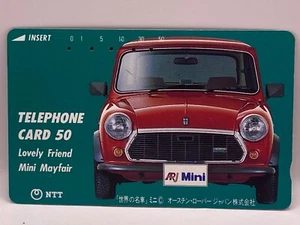 INSERT 0 1 5 10 30 50
TELEPHONE
CARD 50
Lovely Friend
Mini Mayfair
NTT
ARJ Mini
「世界の名車」ミニ © オースチン・ローバー ジャパン株式会社